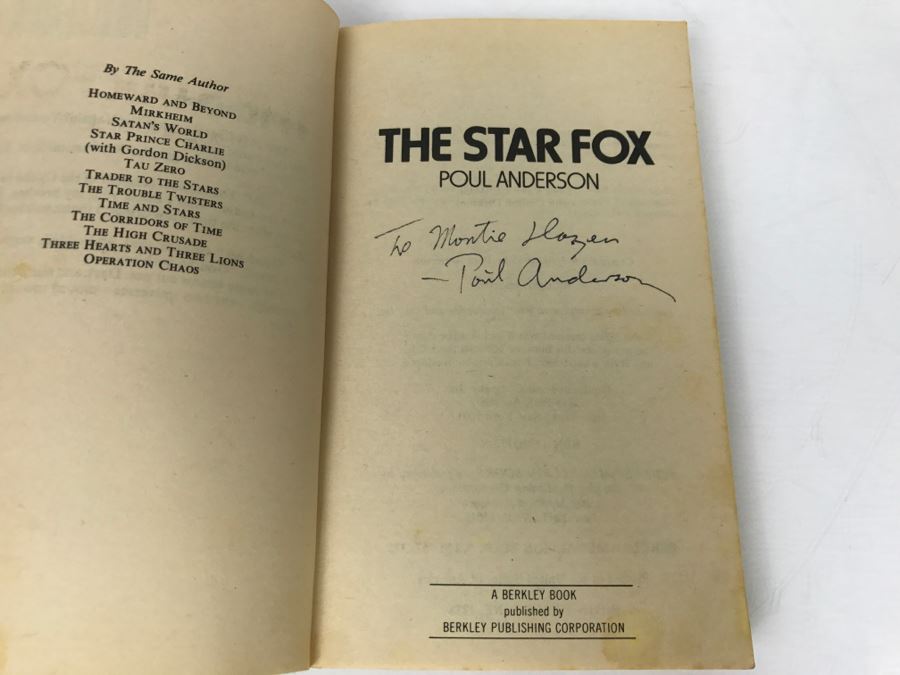 By The Same Author
HOMEWARD AND BEYOND
MIRKHEIM
SATAN'S WORLD
STAR PRINCE CHARLIE
(with Gordon Dickson)
TAU ZERO
TRADER TO THE STARS
THE TROUBLE TWISTERS
TIME AND STARS
THE CORRIDORS OF TIME
THE HIGH CRUSADE
THREE HEARTS AND THREE LIONS
OPERATION CHAOS
THE STAR FOX
POUL ANDERSON
To Montie Hazen
—Poul Anderson
A BERKLEY BOOK
published by
BERKLEY PUBLISHING CORPORATION